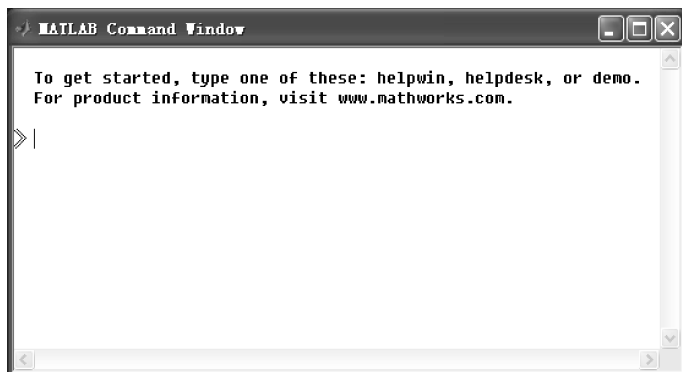 MATLAB Command Window
To get started, type one of these: helpwin, helpdesk, or demo.
For product information, visit www.mathworks.com.
>>